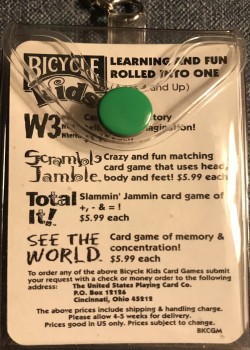 BICYCLE
Kids
LEARNING AND FUN
ROLLED INTO ONE
and Up)
W3
tory
agination!
Scramble
Jamble
Crazy and fun matching
card game that uses head,
body and feet! $5.99 each
Total
It!
Slammin' Jammin card game of
+, - & = !
$5.99 each
SEE THE
WORLD.
Card game of memory &
concentration!
$5.99 each
To order any of the above Bicycle Kids Card Games submit
your request with a check or money order to the following
address: The United States Playing Card Co.
P.O. Box 12126
Cincinnati, Ohio 45212
The above prices include shipping & handling charge.
Please allow 4-5 weeks for delivery.
Prices good in US only. Prices subject to change.
BKCGM